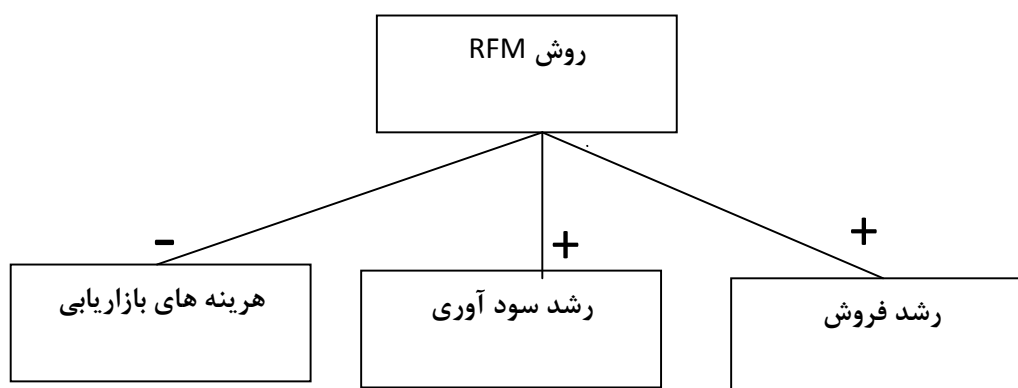 روش RFM
+
+
-
رشد فروش
رشد سود آوری
هرینه های بازاریابی